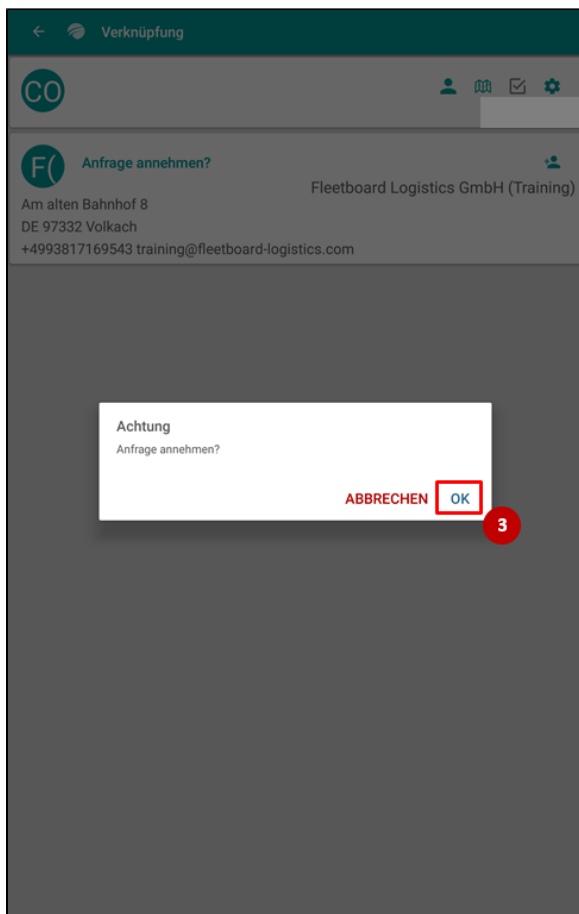 Verknüpfung
CO
F( Anfrage annehmen?
Fleetboard Logistics GmbH (Training)
Am alten Bahnhof 8
DE 97332 Volkach
+4993817169543 training@fleetboard-logistics.com
Achtung
Anfrage annehmen?
ABBRECHEN OK
3